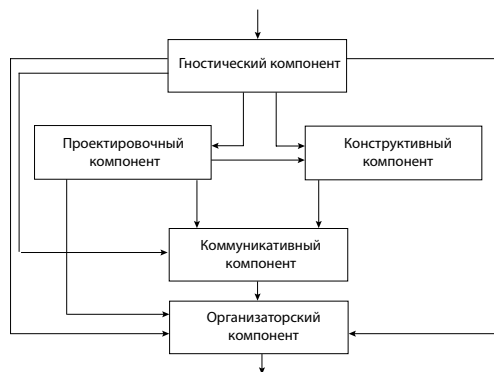 Гностический компонент
Проектировочный
компонент
Конструктивный
компонент
Коммуникативный
компонент
Организаторский
компонент